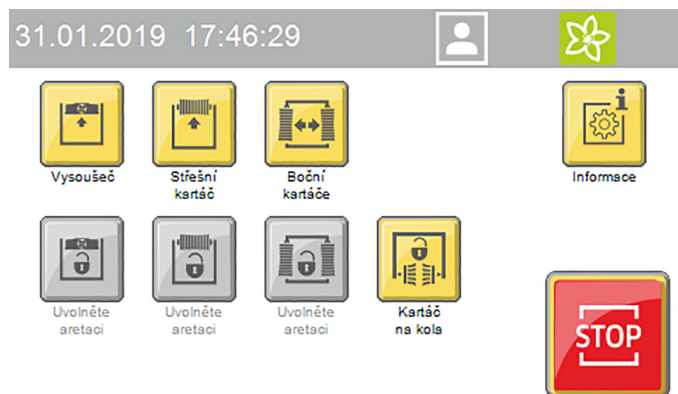 31.01.2019 17:46:29
Vysoušeč
Střešní
kartáč
Boční
kartáče
Informace
Uvolněte
aretaci
Uvolněte
aretaci
Uvolněte
aretaci
Kartáč
na kola
STOP